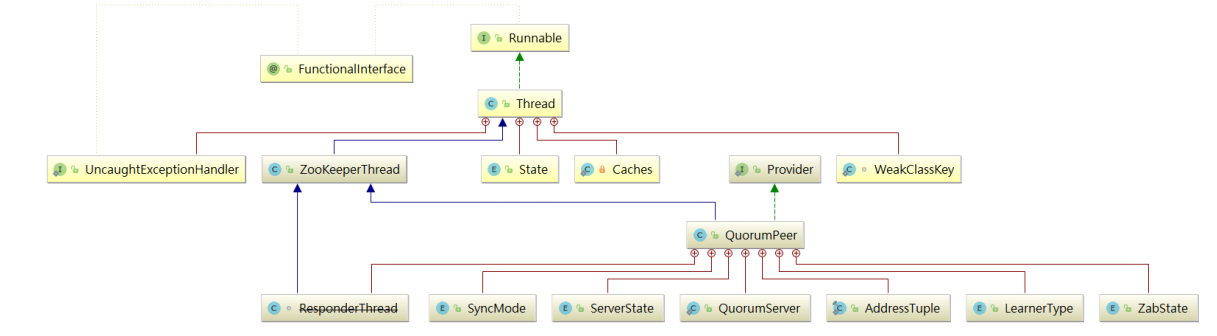 Runnable
FunctionalInterface
Thread
UncaughtExceptionHandler
ZooKeeperThread
State
Caches
Provider
WeakClassKey
QuorumPeer
ResponderThread
SyncMode
ServerState
QuorumServer
AddressTuple
LearnerType
ZabState